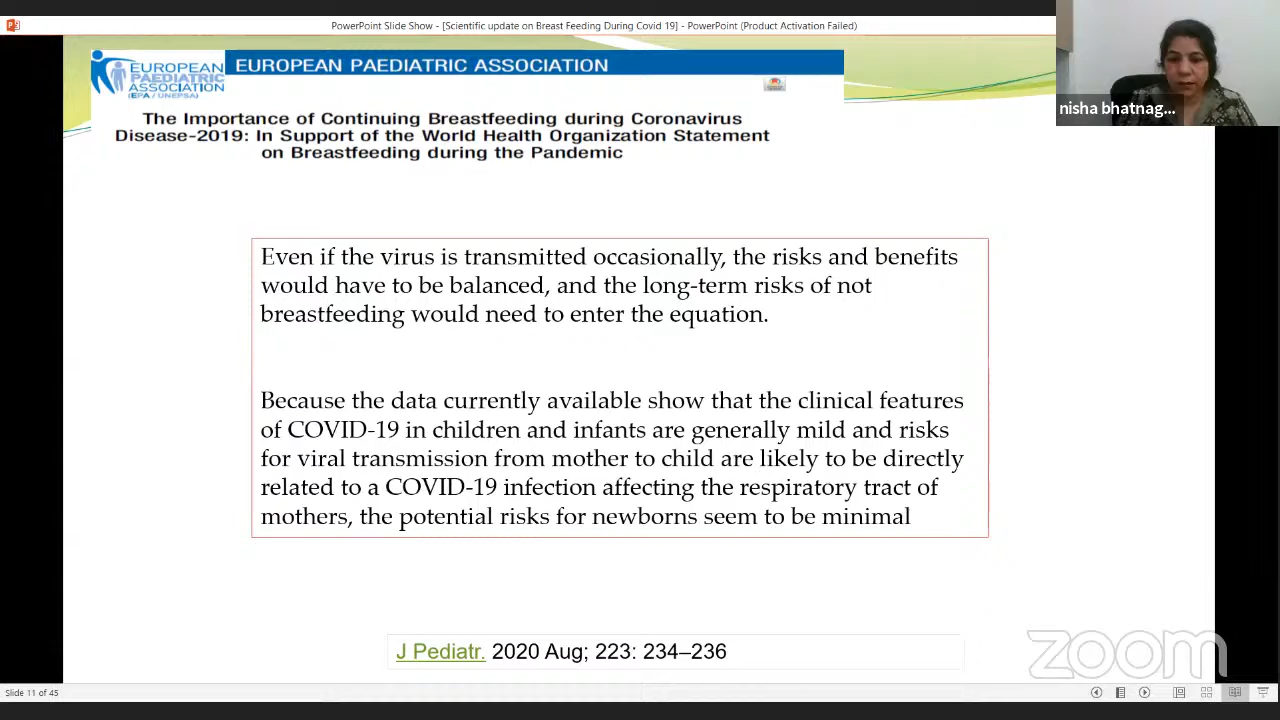 PowerPoint Slide Show - [Scientific update on Breast Feeding During Covid 19] - PowerPoint (Product Activation Failed)
EUROPEAN
PAEDIATRIC
ASSOCIATION
(EPA / UNEPSA)
EUROPEAN PAEDIATRIC ASSOCIATION
nisha bhatnag...
The Importance of Continuing Breastfeeding during Coronavirus
Disease-2019: In Support of the World Health Organization Statement
on Breastfeeding during the Pandemic
Even if the virus is transmitted occasionally, the risks and benefits
would have to be balanced, and the long-term risks of not
breastfeeding would need to enter the equation.
Because the data currently available show that the clinical features
of COVID-19 in children and infants are generally mild and risks
for viral transmission from mother to child are likely to be directly
related to a COVID-19 infection affecting the respiratory tract of
mothers, the potential risks for newborns seem to be minimal
J Pediatr. 2020 Aug; 223: 234–236
zoom
Slide 11 of 45